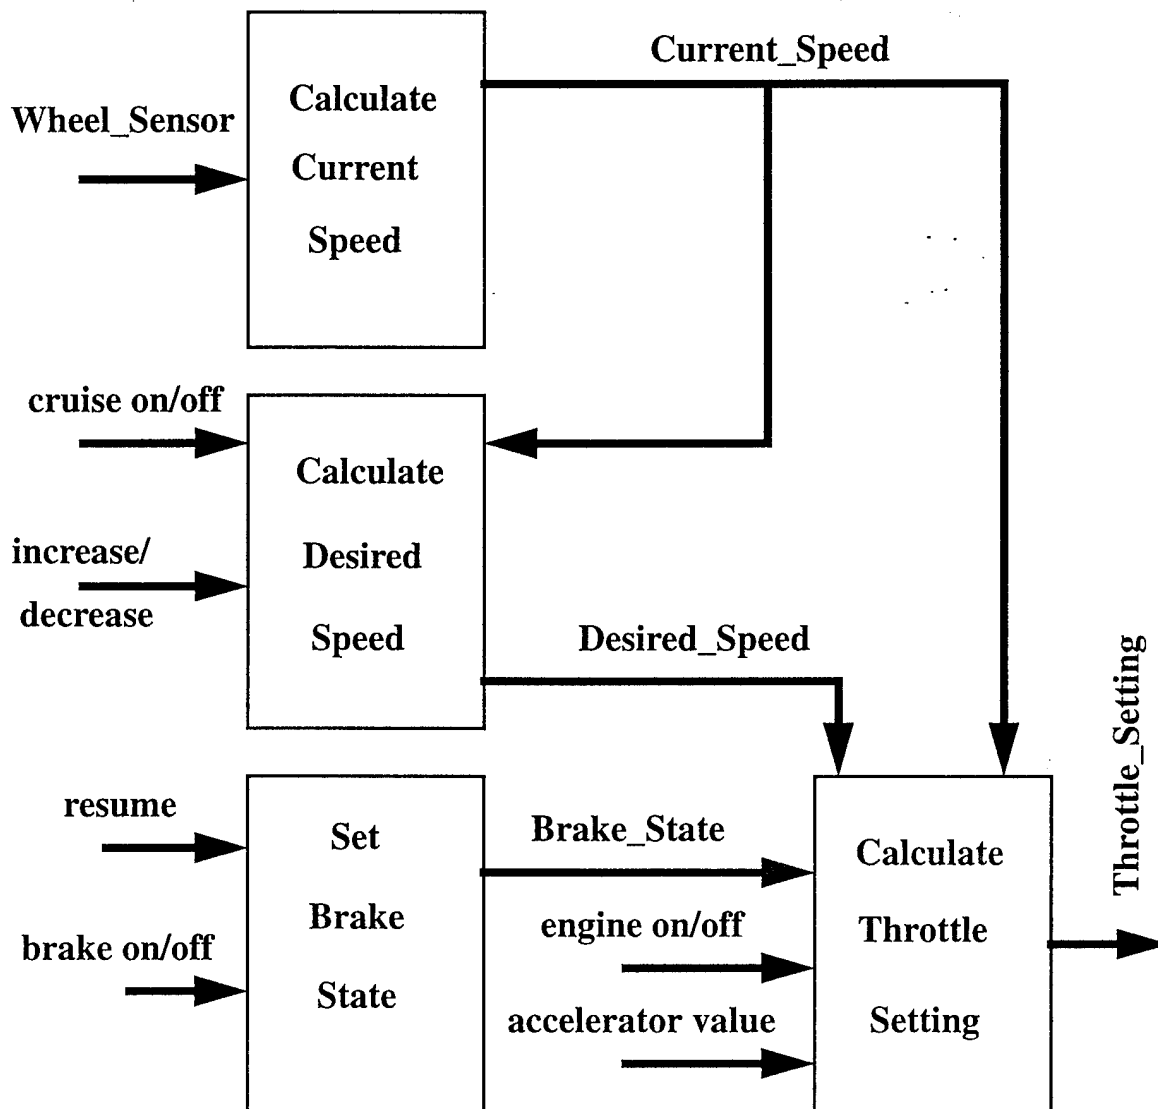 Current_Speed
Wheel_Sensor
Calculate
Current
Speed
cruise on/off
increase/
decrease
Calculate
Desired
Speed
Desired_Speed
Throttle_Setting
resume
brake on/off
Set
Brake
State
Brake_State
engine on/off
accelerator value
Calculate
Throttle
Setting